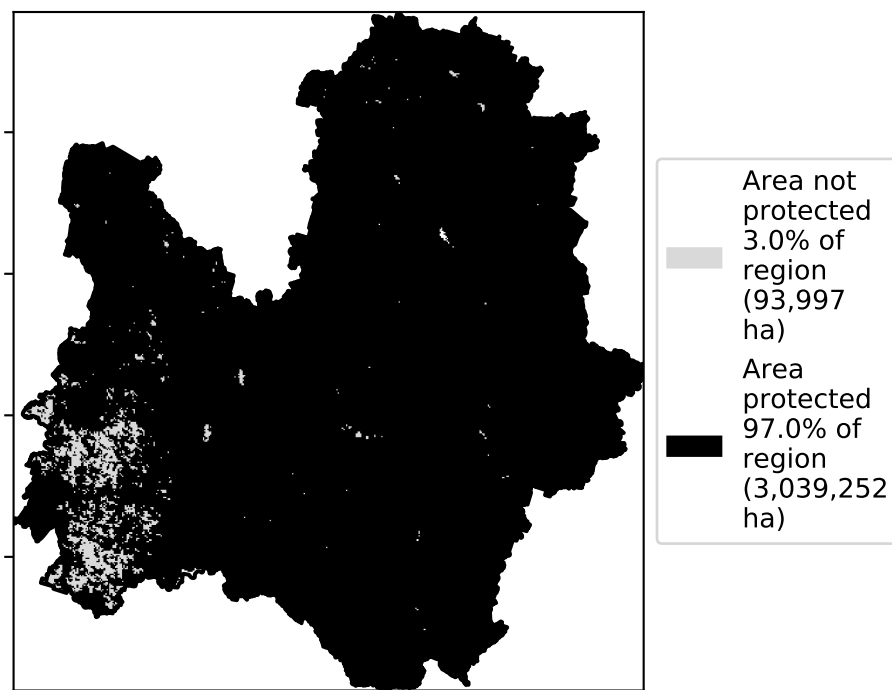 Area not
protected
3.0% of
region
(93,997
ha)
Area
protected
97.0% of
region
(3,039,252
ha)